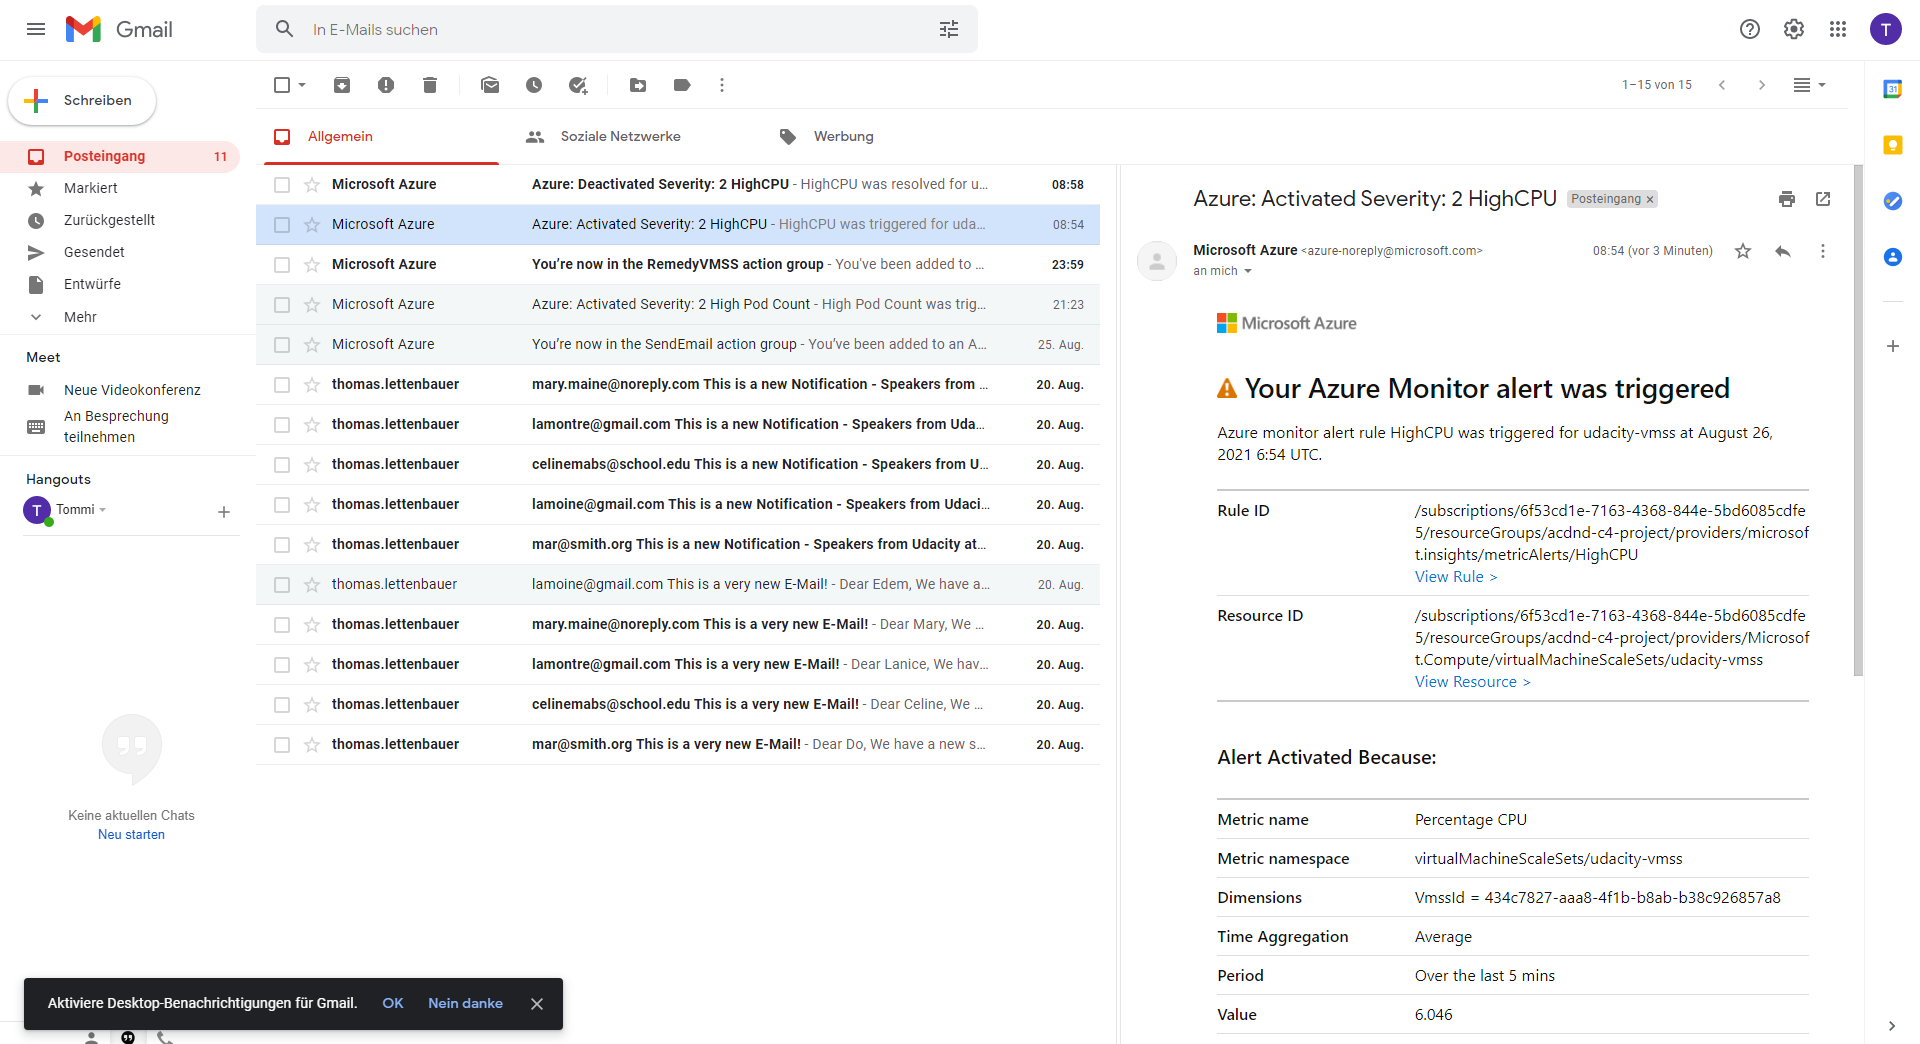 Gmail
In E-Mails suchen
T
Schreiben
1–15 von 15
31
Posteingang 11
Markiert
Zurückgestellt
Gesendet
Entwürfe
Mehr
Meet
Neue Videokonferenz
An Besprechung
teilnehmen
Hangouts
T Tommi
Keine aktuellen Chats
Neu starten
Allgemein
Soziale Netzwerke
Werbung
Microsoft Azure Azure: Deactivated Severity: 2 HighCPU - HighCPU was resolved for u... 08:58
Microsoft Azure Azure: Activated Severity: 2 HighCPU - HighCPU was triggered for uda... 08:54
Microsoft Azure You’re now in the RemedyVMSS action group - You've been added to ... 23:59
Microsoft Azure Azure: Activated Severity: 2 High Pod Count - High Pod Count was trig... 21:23
Microsoft Azure You’re now in the SendEmail action group - You’ve been added to an A... 25. Aug.
thomas.lettenbauer mary.maine@noreply.com This is a new Notification - Speakers from ... 20. Aug.
thomas.lettenbauer lamontre@gmail.com This is a new Notification - Speakers from Uda... 20. Aug.
thomas.lettenbauer celinemabs@school.edu This is a new Notification - Speakers from U... 20. Aug.
thomas.lettenbauer lamoine@gmail.com This is a new Notification - Speakers from Udaci... 20. Aug.
thomas.lettenbauer mar@smith.org This is a new Notification - Speakers from Udacity at... 20. Aug.
thomas.lettenbauer lamoine@gmail.com This is a very new E-Mail! - Dear Edem, We have a... 20. Aug.
thomas.lettenbauer mary.maine@noreply.com This is a very new E-Mail! - Dear Mary, We ... 20. Aug.
thomas.lettenbauer lamontre@gmail.com This is a very new E-Mail! - Dear Lanice, We hav... 20. Aug.
thomas.lettenbauer celinemabs@school.edu This is a very new E-Mail! - Dear Celine, We ... 20. Aug.
thomas.lettenbauer mar@smith.org This is a very new E-Mail! - Dear Do, We have a new s... 20. Aug.
Azure: Activated Severity: 2 HighCPU Posteingang ×
Microsoft Azure <azure-noreply@microsoft.com> 08:54 (vor 3 Minuten)
an mich
Microsoft Azure
Your Azure Monitor alert was triggered
Azure monitor alert rule HighCPU was triggered for udacity-vmss at August 26,
2021 6:54 UTC.
Rule ID /subscriptions/6f53cd1e-7163-4368-844e-5bd6085cdfe
5/resourceGroups/acdnd-c4-project/providers/microsof
t.insights/metricAlerts/HighCPU
View Rule >
Resource ID /subscriptions/6f53cd1e-7163-4368-844e-5bd6085cdfe
5/resourceGroups/acdnd-c4-project/providers/Microsof
t.Compute/virtualMachineScaleSets/udacity-vmss
View Resource >
Alert Activated Because:
Metric name Percentage CPU
Metric namespace virtualMachineScaleSets/udacity-vmss
Dimensions VmssId = 434c7827-aaa8-4f1b-b8ab-b38c926857a8
Time Aggregation Average
Period Over the last 5 mins
Value 6.046
Aktiviere Desktop-Benachrichtigungen für Gmail. OK Nein danke